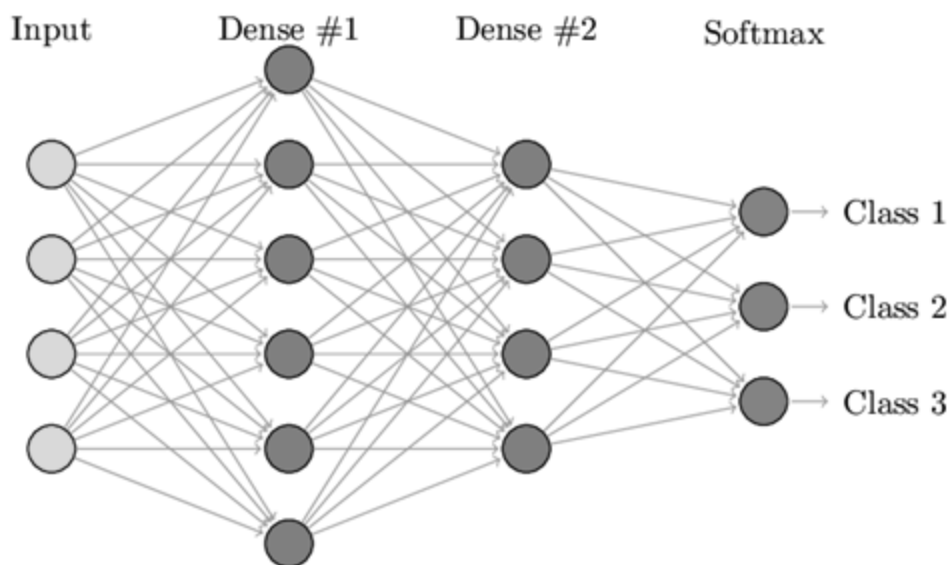 Input
Dense #1
Dense #2
Softmax
Class 1
Class 2
Class 3